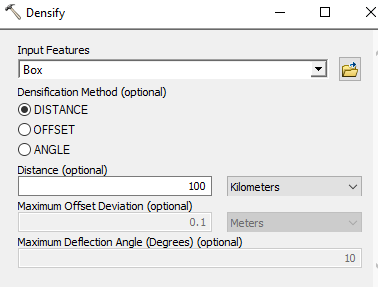 Densify
Input Features
Box
Densification Method (optional)
DISTANCE
OFFSET
ANGLE
Distance (optional)
100 Kilometers
Maximum Offset Deviation (optional)
0.1 Meters
Maximum Deflection Angle (Degrees) (optional)
10